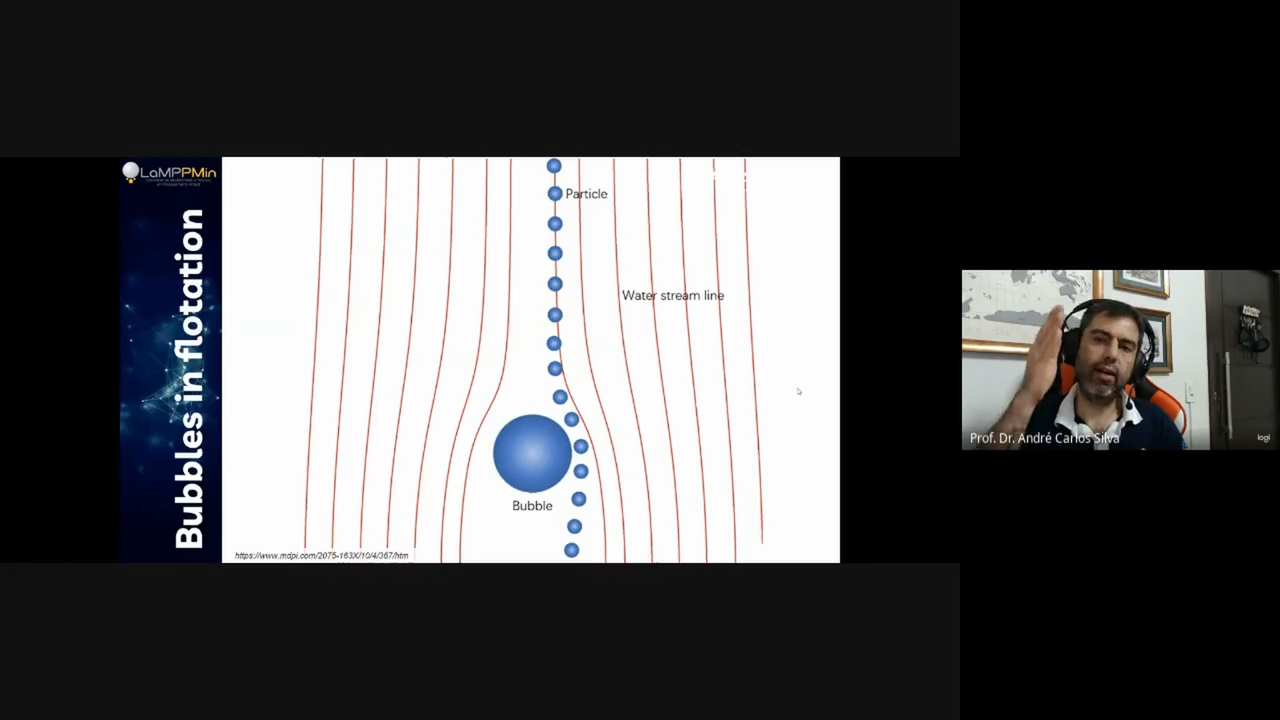 LaMPPMin
Bubbles in flotation
Particle
Water stream line
Bubble
https://www.mdpi.com/2075-163X/10/4/367/htm
Prof. Dr. André Carlos Silva
logi